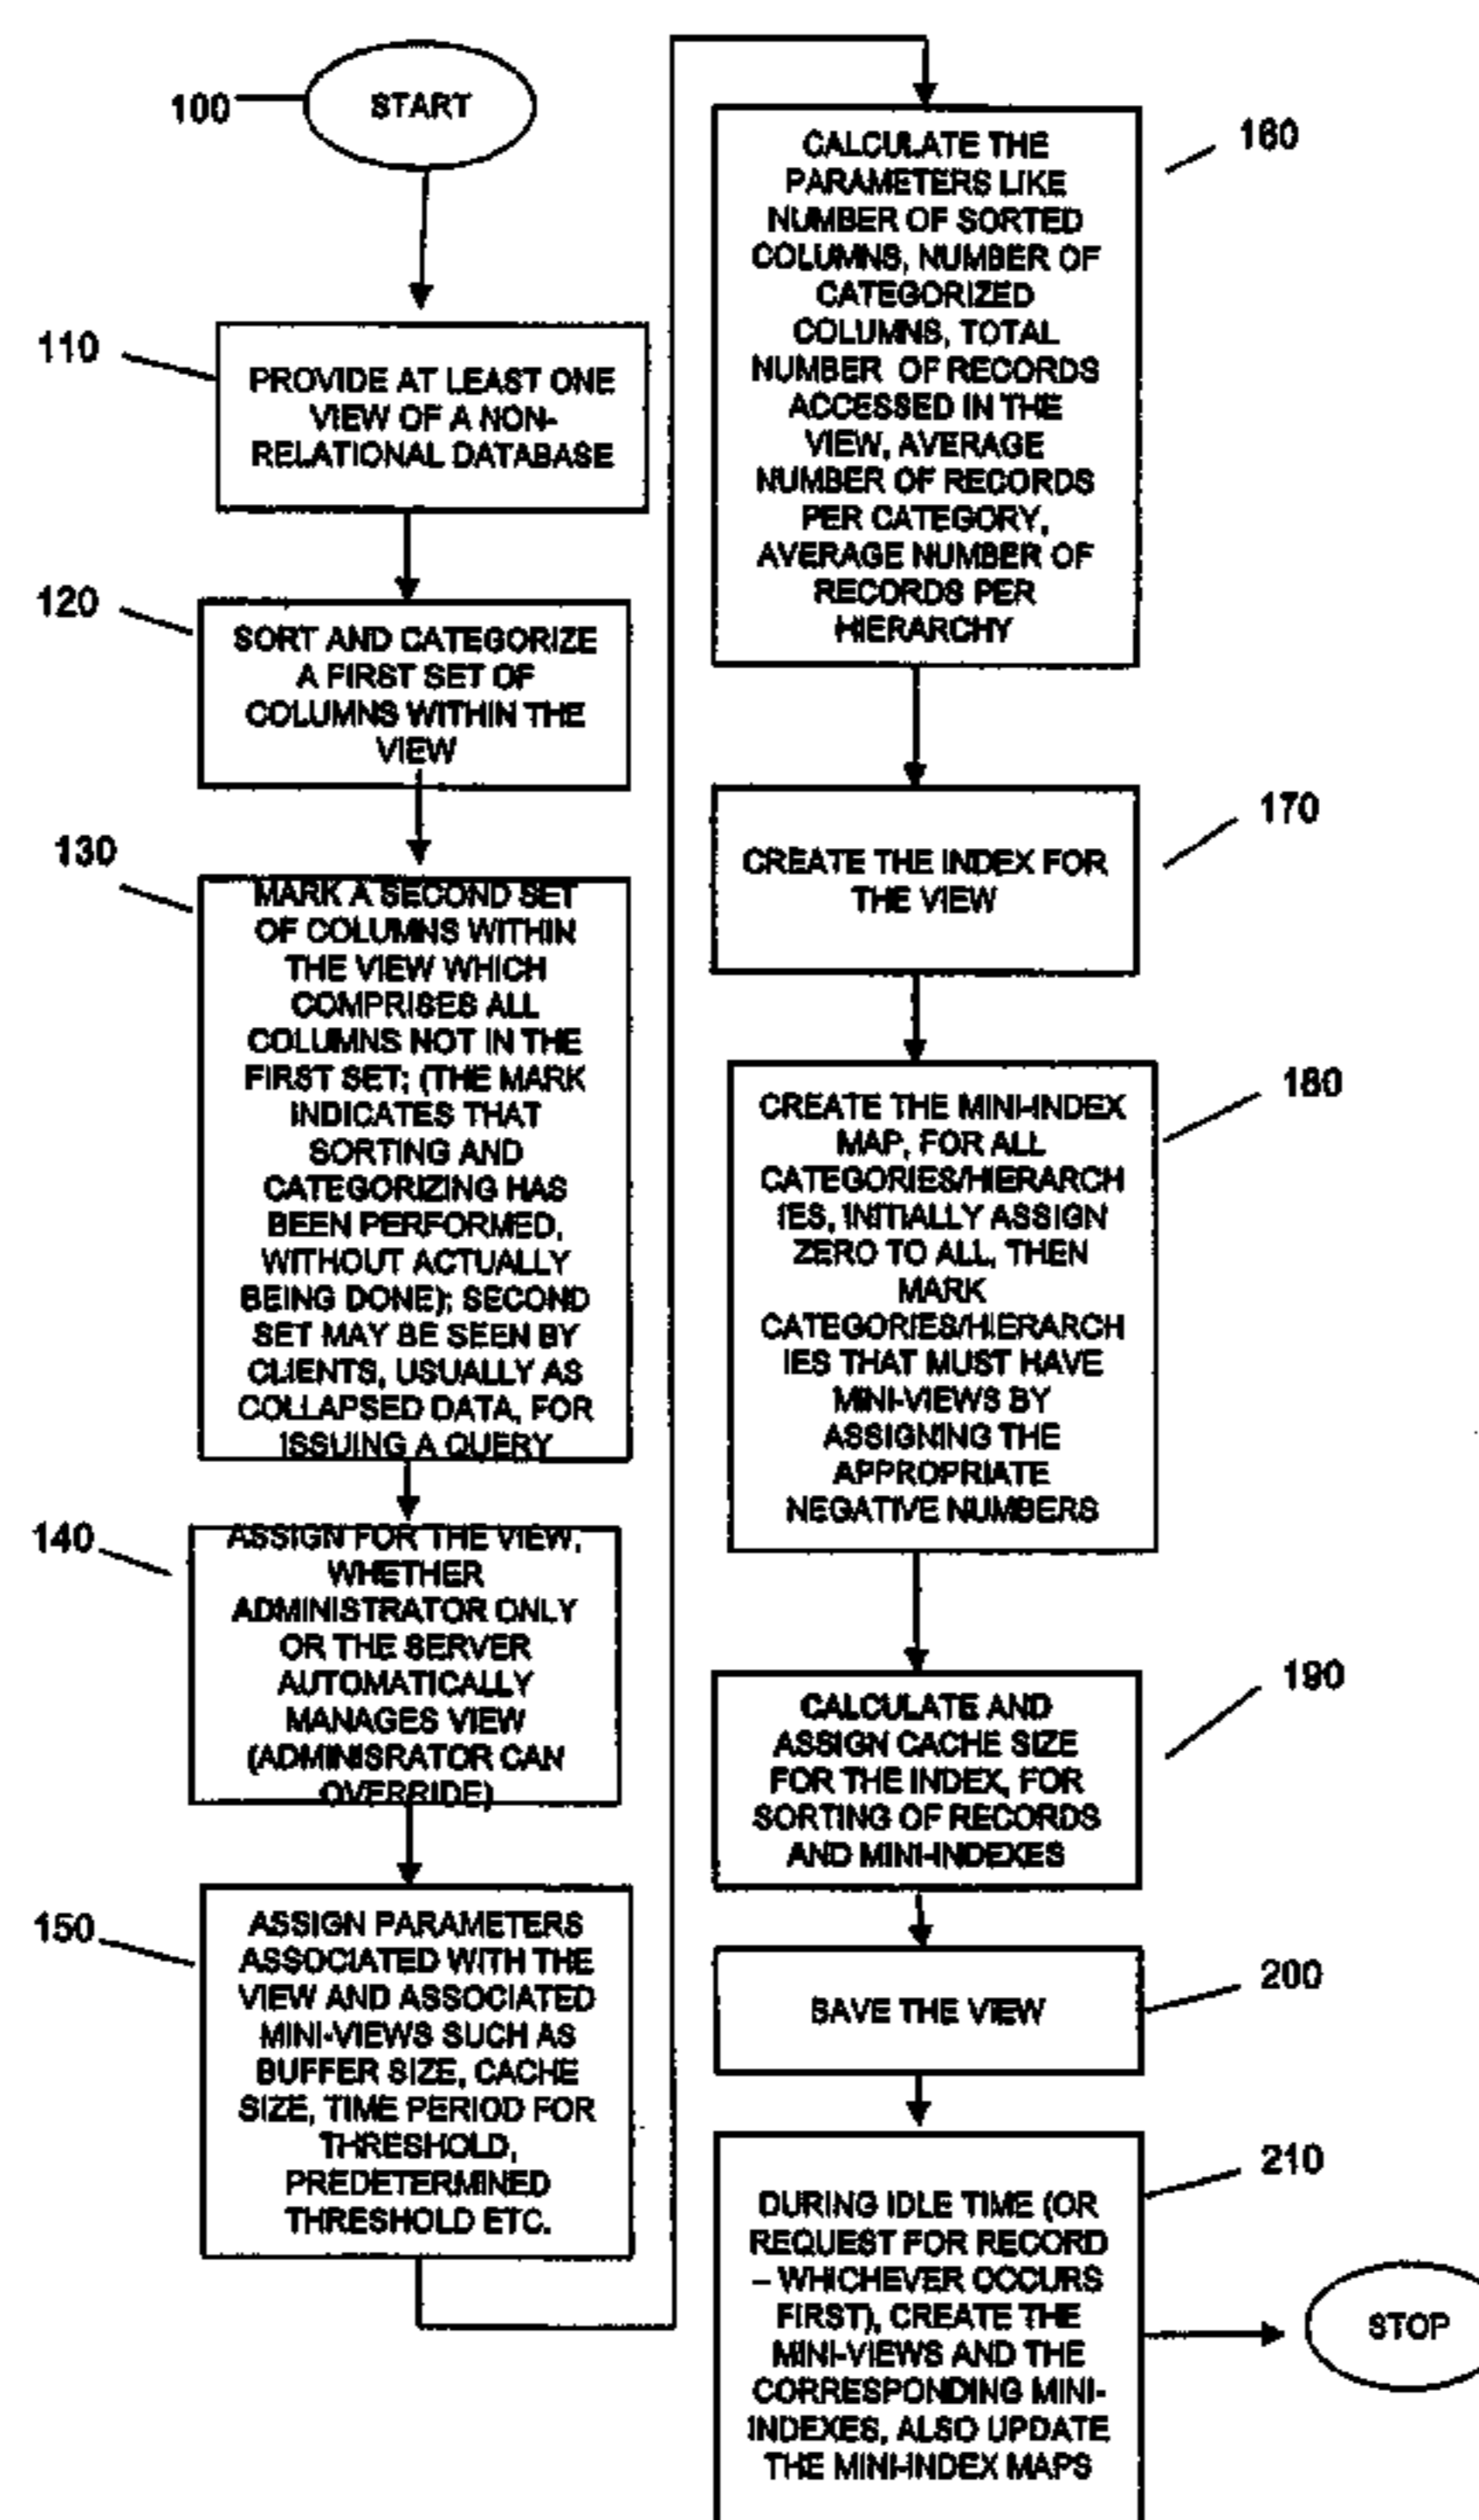 100
START
110
PROVIDE AT LEAST ONE
VIEW OF A NON-
RELATIONAL DATABASE
120
SORT AND CATEGORIZE
A FIRST SET OF
COLUMNS WITHIN THE
VIEW
130
MARK A SECOND SET
OF COLUMNS WITHIN
THE VIEW WHICH
COMPRISES ALL
COLUMNS NOT IN THE
FIRST SET; (THE MARK
INDICATES THAT
SORTING AND
CATEGORIZING HAS
BEEN PERFORMED,
WITHOUT ACTUALLY
BEING DONE); SECOND
SET MAY BE SEEN BY
CLIENTS, USUALLY AS
COLLAPSED DATA, FOR
ISSUING A QUERY
140
ASSIGN FOR THE VIEW,
WHETHER
ADMINISTRATOR ONLY
OR THE SERVER
AUTOMATICALLY
MANAGES VIEW
(ADMINISRATOR CAN
OVERRIDE)
150
ASSIGN PARAMETERS
ASSOCIATED WITH THE
VIEW AND ASSOCIATED
MINI-VIEWS SUCH AS
BUFFER SIZE, CACHE
SIZE, TIME PERIOD FOR
THRESHOLD,
PREDETERMINED
THRESHOLD ETC.
160
CALCULATE THE
PARAMETERS LIKE
NUMBER OF SORTED
COLUMNS, NUMBER OF
CATEGORIZED
COLUMNS, TOTAL
NUMBER OF RECORDS
ACCESSED IN THE
VIEW, AVERAGE
NUMBER OF RECORDS
PER CATEGORY,
AVERAGE NUMBER OF
RECORDS PER
HIERARCHY
170
CREATE THE INDEX FOR
THE VIEW
180
CREATE THE MINI-INDEX
MAP, FOR ALL
CATEGORIES/HIERARCH
IES, INITIALLY ASSIGN
ZERO TO ALL, THEN
MARK
CATEGORIES/HIERARCH
IES THAT MUST HAVE
MINI-VIEWS BY
ASSIGNING THE
APPROPRIATE
NEGATIVE NUMBERS
190
CALCULATE AND
ASSIGN CACHE SIZE
FOR THE INDEX, FOR
SORTING OF RECORDS
AND MINI-INDEXES
200
SAVE THE VIEW
210
DURING IDLE TIME (OR
REQUEST FOR RECORD
– WHICHEVER OCCURS
FIRST), CREATE THE
MINI-VIEWS AND THE
CORRESPONDING MINI-
INDEXES, ALSO UPDATE
THE MINI-INDEX MAPS
STOP